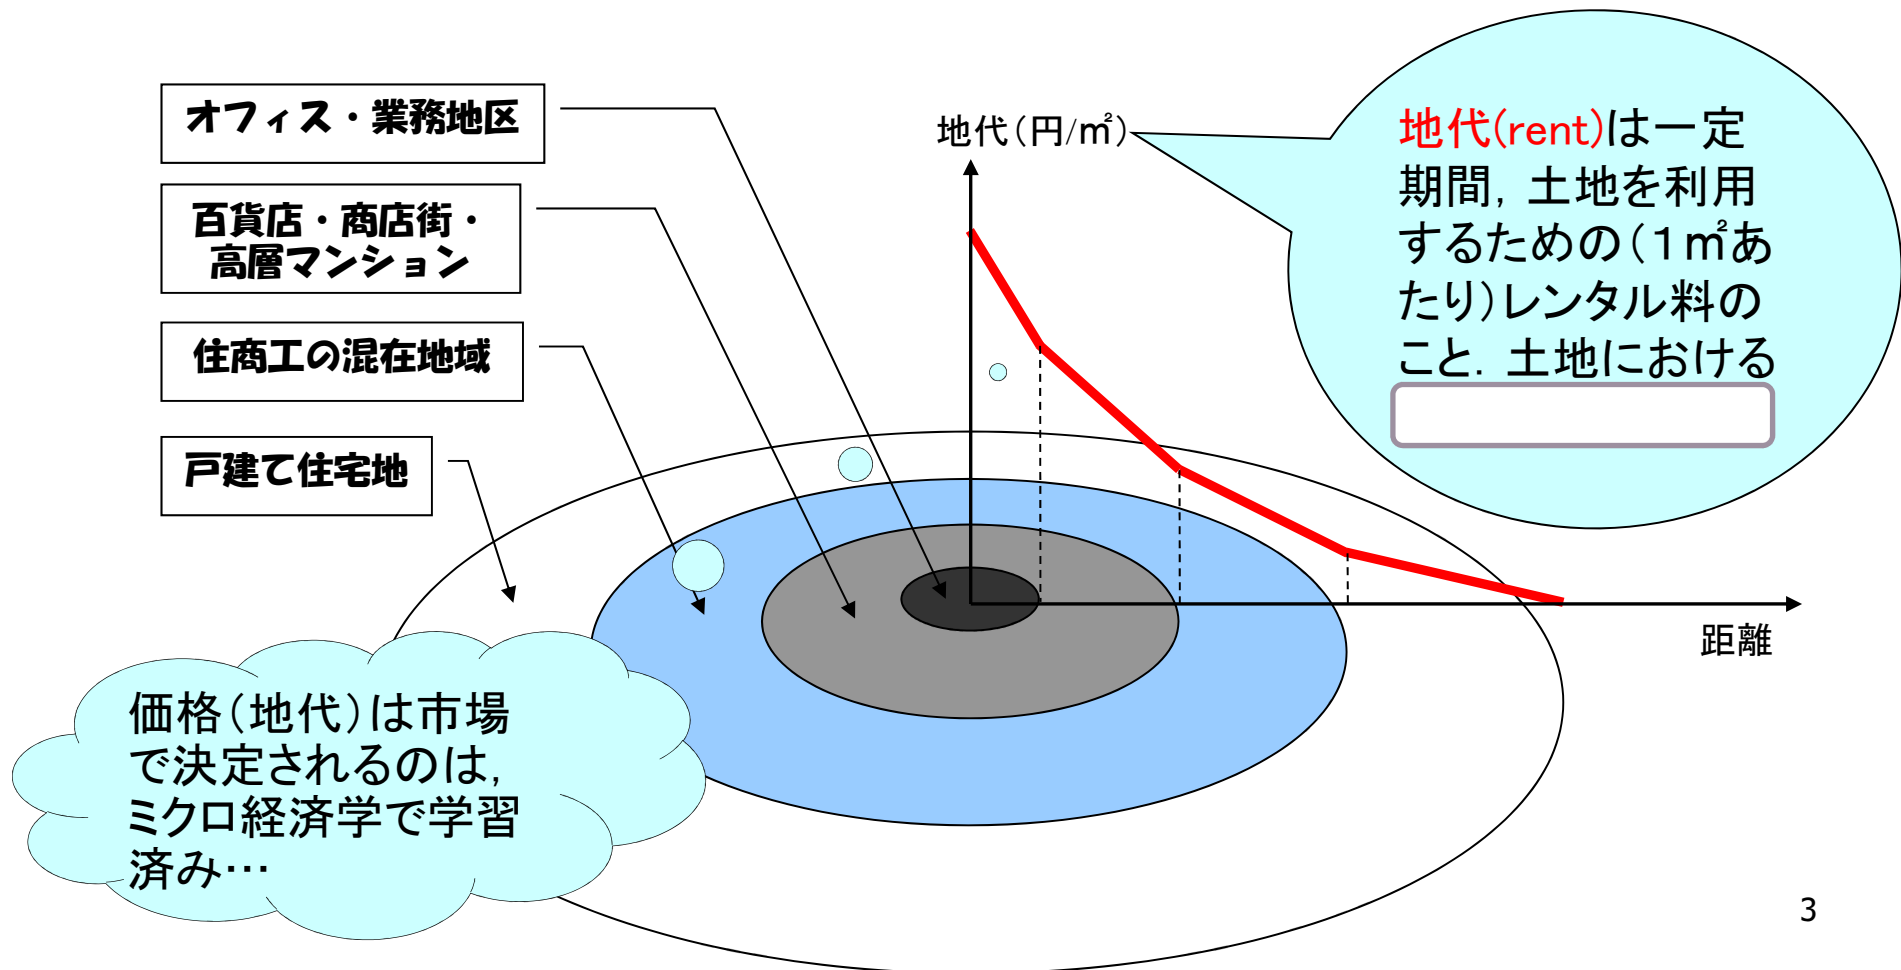 オフィス・業務地区
百貨店・商店街・
高層マンション
住商工の混在地域
戸建て住宅地
地代(円/㎡)
地代(rent)は一定
期間，土地を利用
するための(1㎡あ
たり)レンタル料の
こと．土地における
距離
価格(地代)は市場
で決定されるのは,
ミクロ経済学で学習
済み…
3